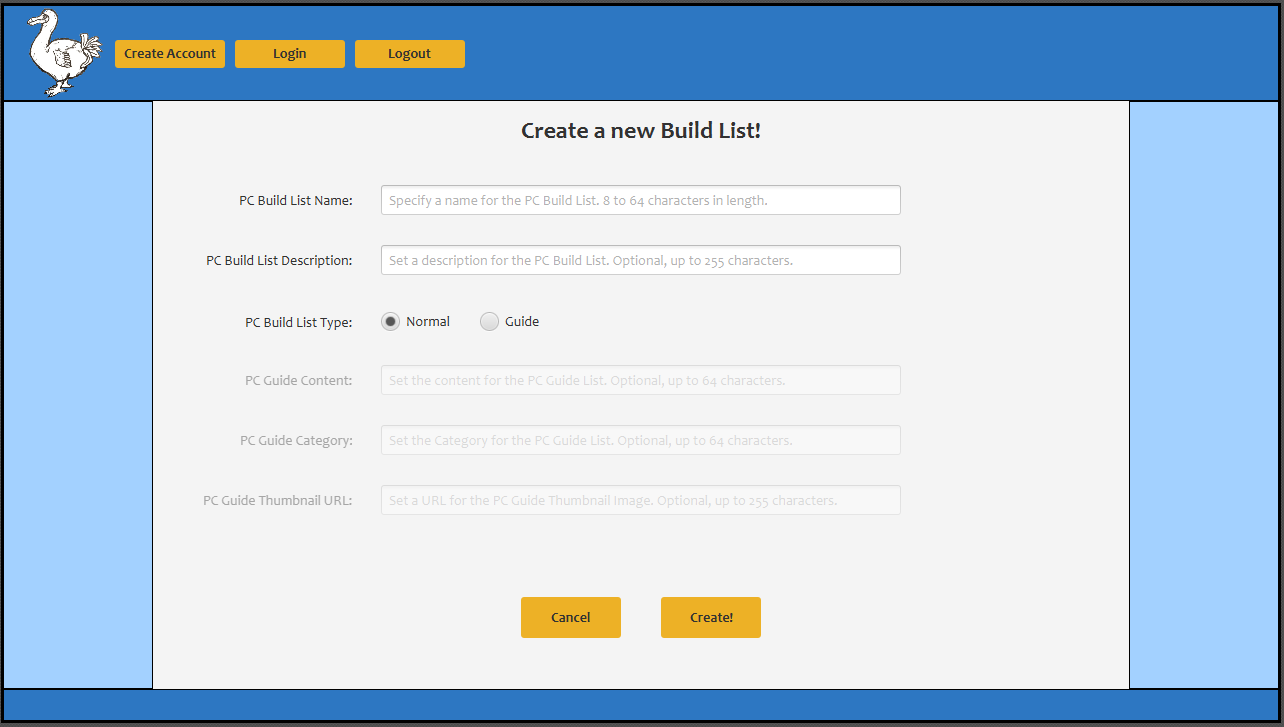 Create Account Login Logout
Create a new Build List!
PC Build List Name: Specify a name for the PC Build List. 8 to 64 characters in length.
PC Build List Description: Set a description for the PC Build List. Optional, up to 255 characters.
PC Build List Type: Normal Guide
PC Guide Content: Set the content for the PC Guide List. Optional, up to 64 characters.
PC Guide Category: Set the Category for the PC Guide List. Optional, up to 64 characters.
PC Guide Thumbnail URL: Set a URL for the PC Guide Thumbnail Image. Optional, up to 255 characters.
Cancel Create!